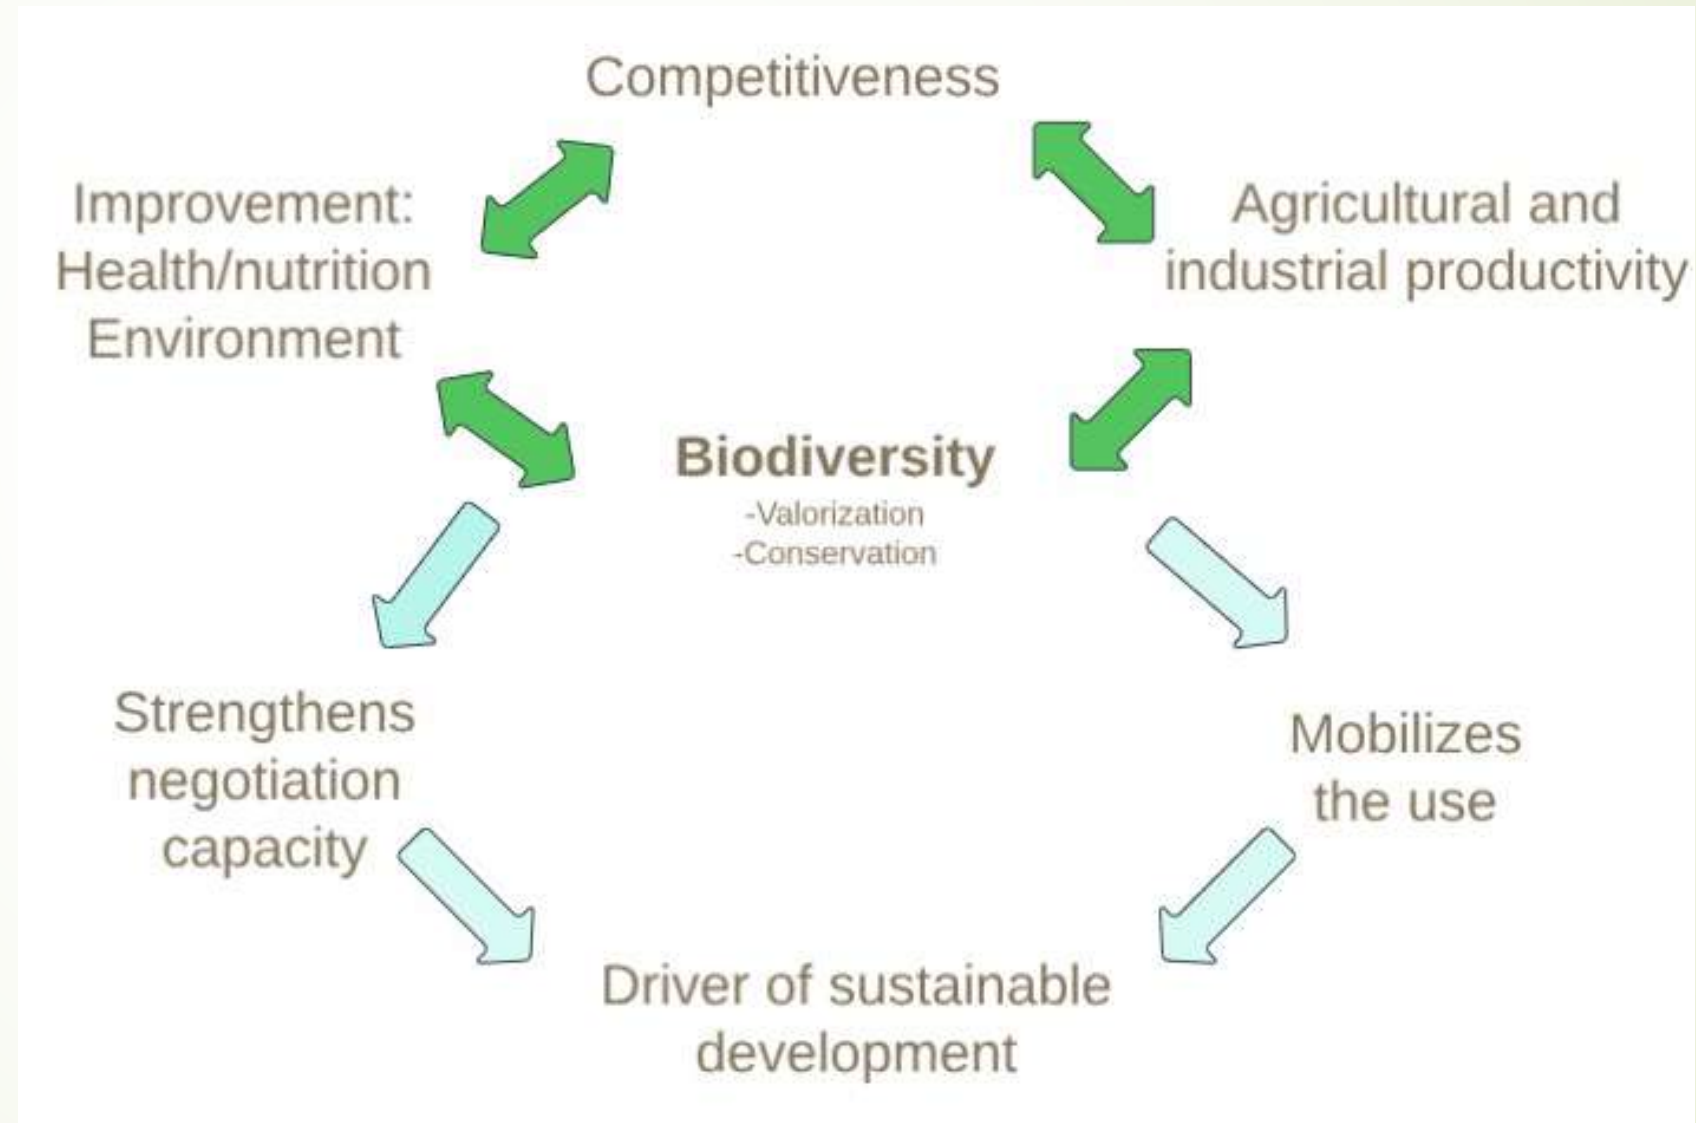 Competitiveness
Improvement:
Health/nutrition
Environment
Agricultural and
industrial productivity
Biodiversity
-Valorization
-Conservation
Strengthens
negotiation
capacity
Mobilizes
the use
Driver of sustainable
development